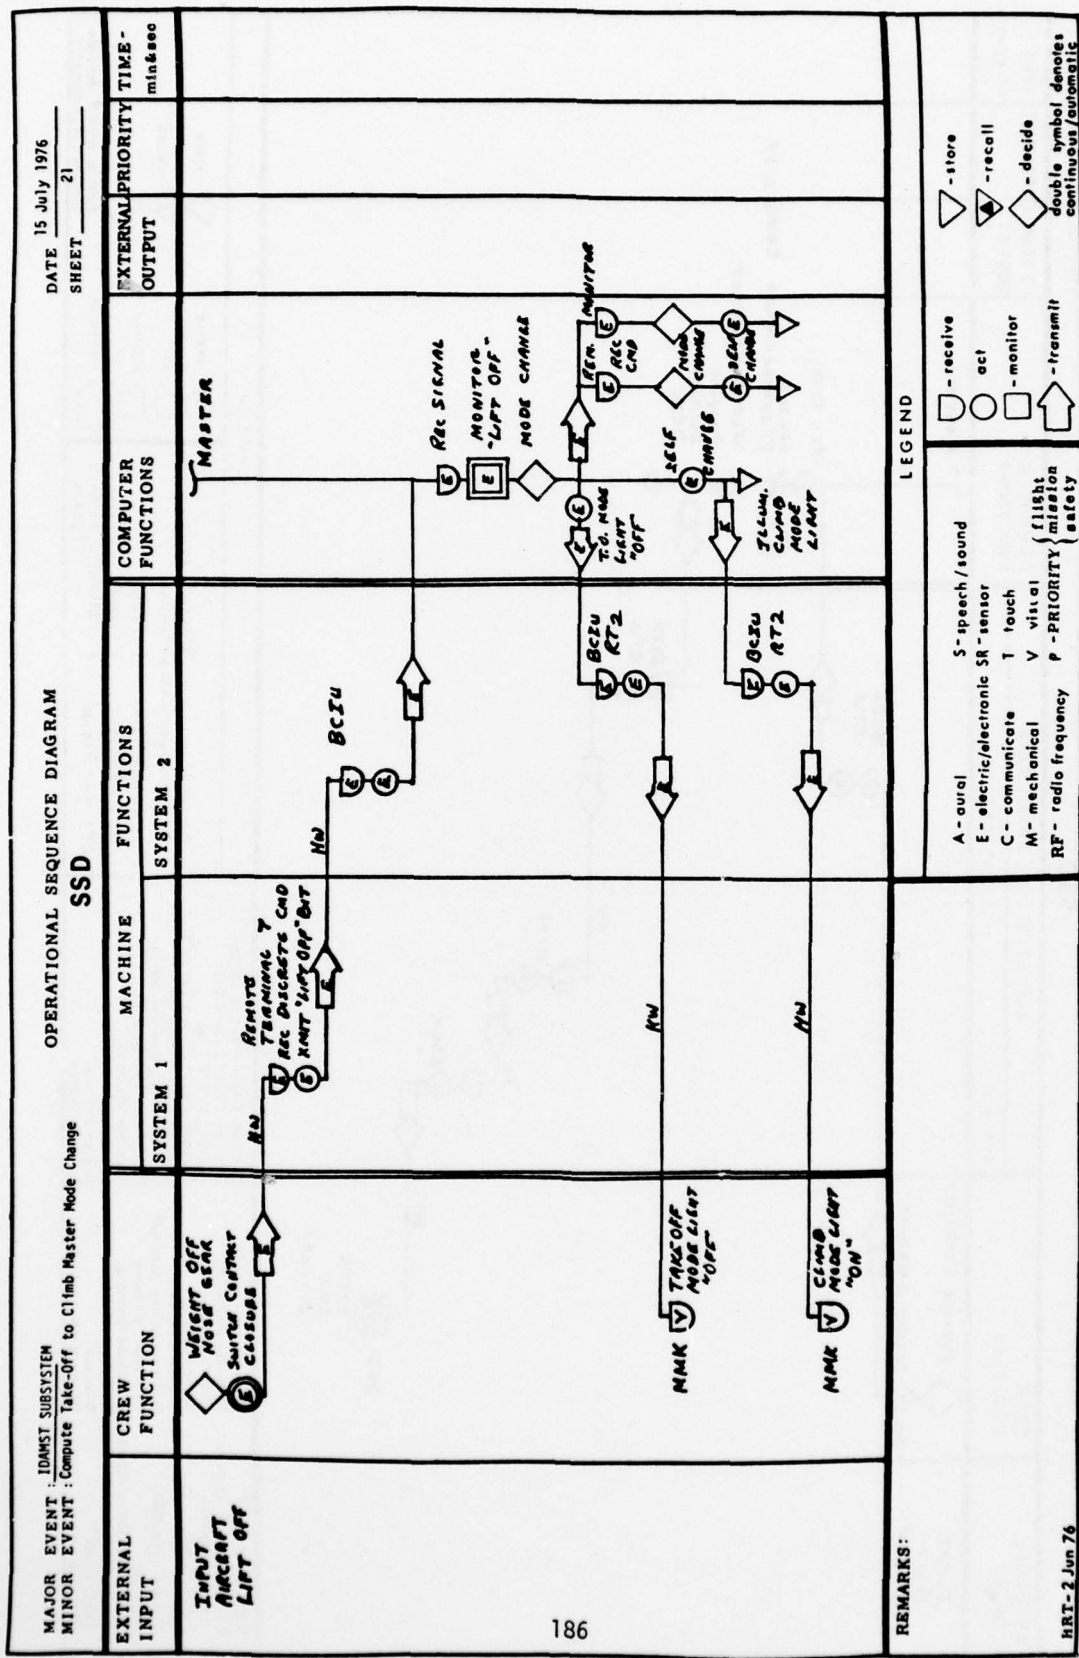 MAJOR EVENT : IDAMST SUBSYSTEM
MINOR EVENT : Compute Take-Off to Climb Master Mode Change
OPERATIONAL SEQUENCE DIAGRAM
SSD
DATE 15 July 1976
SHEET 21
EXTERNAL INPUT
CREW FUNCTION
MACHINE FUNCTIONS
SYSTEM 1
SYSTEM 2
COMPUTER FUNCTIONS
EXTERNAL OUTPUT
PRIORITY
TIME-
min&sec
INPUT
AIRCRAFT
LIFT OFF
WEIGHT OFF
NOSE GEAR
SWITCH CONTACT
CLOSURE
E
E
HW
REMOTE
TERMINAL 7
REC DISCRETE CMD
XMIT "LIFT OFF" BIT
E
E
E
HW
BCIU
E
E
E
MASTER
REC SIGNAL
E
MONITOR
"LIFT OFF"
E
MODE CHANGE
E
REM.
MONITOR
E
E
REC
CMD
MODE
CHANGE
E
E
SELF
CHANGE
E
E
T.O. MODE
LIGHT
"OFF"
E
SELF
CHANGE
E
ILLUM.
CLIMB
MODE
LIGHT
BCIU
RT2
E
E
E
HW
MMK
V
TAKE OFF
MODE LIGHT
"OFF"
BCIU
RT2
E
E
E
HW
MMK
V
CLIMB
MODE LIGHT
"ON"
REMARKS:
LEGEND
A - aural
S - speech/sound
E - electric/electronic
SR - sensor
C - communicate
T touch
M - mechanical
V visual
RF - radio frequency
P - PRIORITY { flight
mission
safety
- receive
act
- monitor
- transmit
- store
- recall
- decide
double symbol denotes
continuous/automatic
HRT-2 Jun 76
186